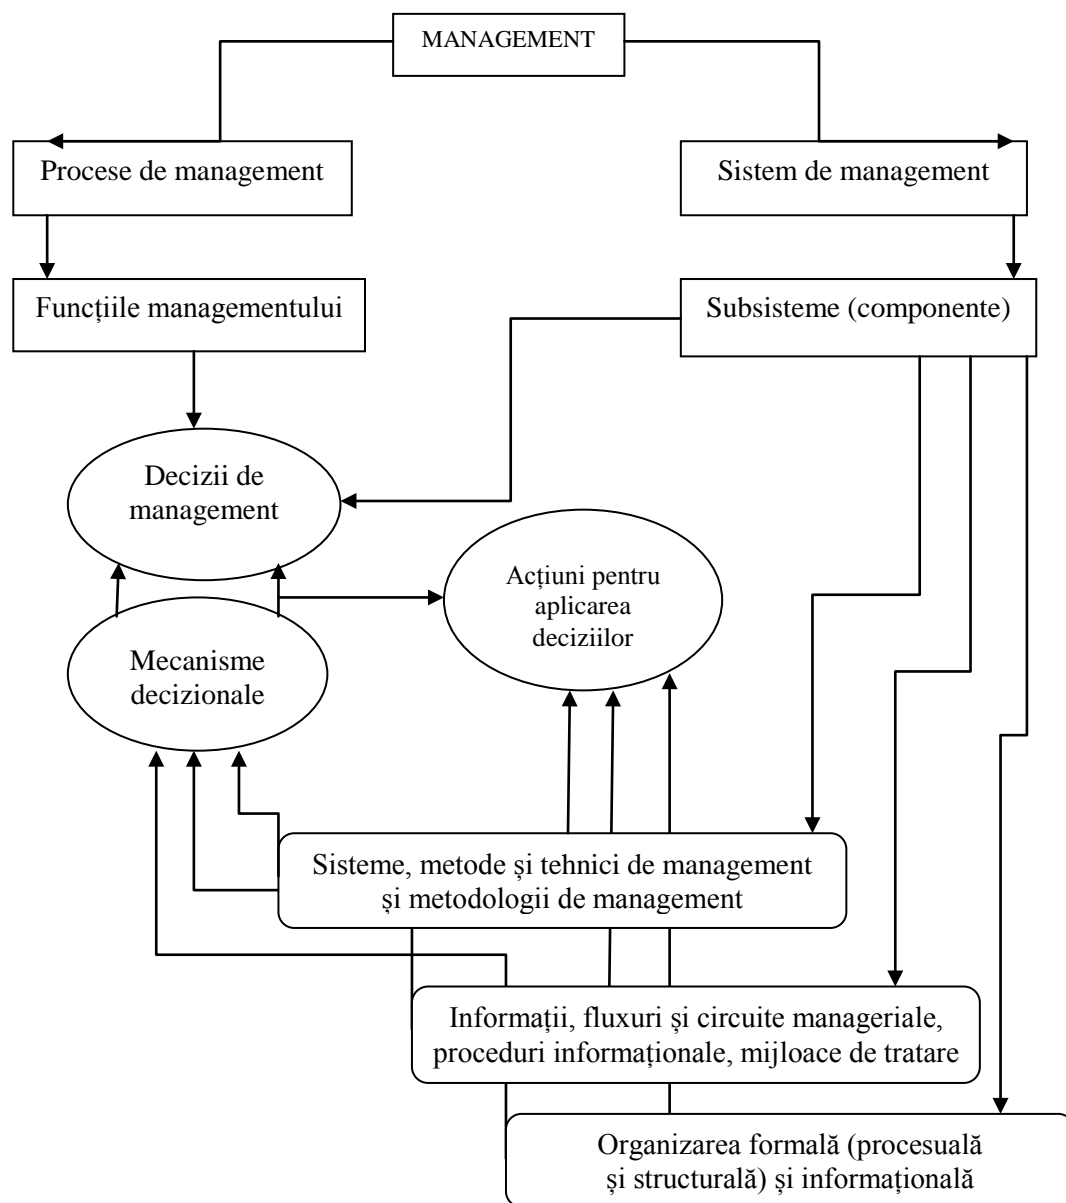 MANAGEMENT
Procese de management
Sistem de management
Funcțiile managementului
Subsisteme (componente)
Decizii de
management
Acțiuni pentru
aplicarea
deciziilor
Mecanisme
decizionale
Sisteme, metode și tehnici de management
și metodologii de management
Informații, fluxuri și circuite manageriale,
proceduri informaționale, mijloace de tratare
Organizarea formală (procesuală
și structurală) și informațională